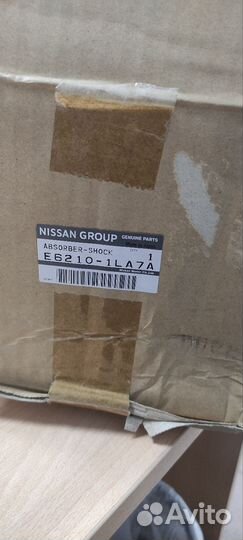 NISSAN GROUP GENUINE PARTS
ABSORBER-SHOCK 1
E6210-1LA7A
Avito